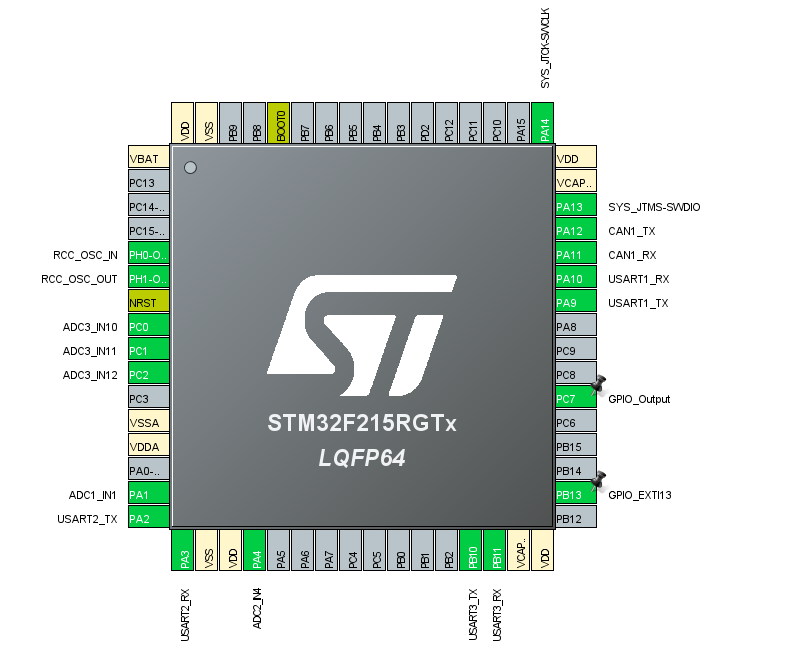 SYS_JTCK-SWCLK
VDD
VSS
PB9
PB8
BOOT0
PB7
PB6
PB5
PB4
PB3
PD2
PC12
PC11
PC10
PA15
PA14
VBAT
PC13
PC14-..
PC15-..
RCC_OSC_IN PH0-O..
RCC_OSC_OUT PH1-O..
NRST
ADC3_IN10 PC0
ADC3_IN11 PC1
ADC3_IN12 PC2
PC3
VSSA
VDDA
PA0-..
ADC1_IN1 PA1
USART2_TX PA2
STM32F215RGTx
LQFP64
VDD
VCAP..
PA13 SYS_JTMS-SWDIO
PA12 CAN1_TX
PA11 CAN1_RX
PA10 USART1_RX
PA9 USART1_TX
PA8
PC9
PC8
PC7 GPIO_Output
PC6
PB15
PB14
PB13 GPIO_EXTI13
PB12
PA3
VSS
VDD
PA4
PA5
PA6
PA7
PC4
PC5
PB0
PB1
PB2
PB10
PB11
VCAP..
VDD
USART2_RX
ADC2_IN4
USART3_TX
USART3_RX